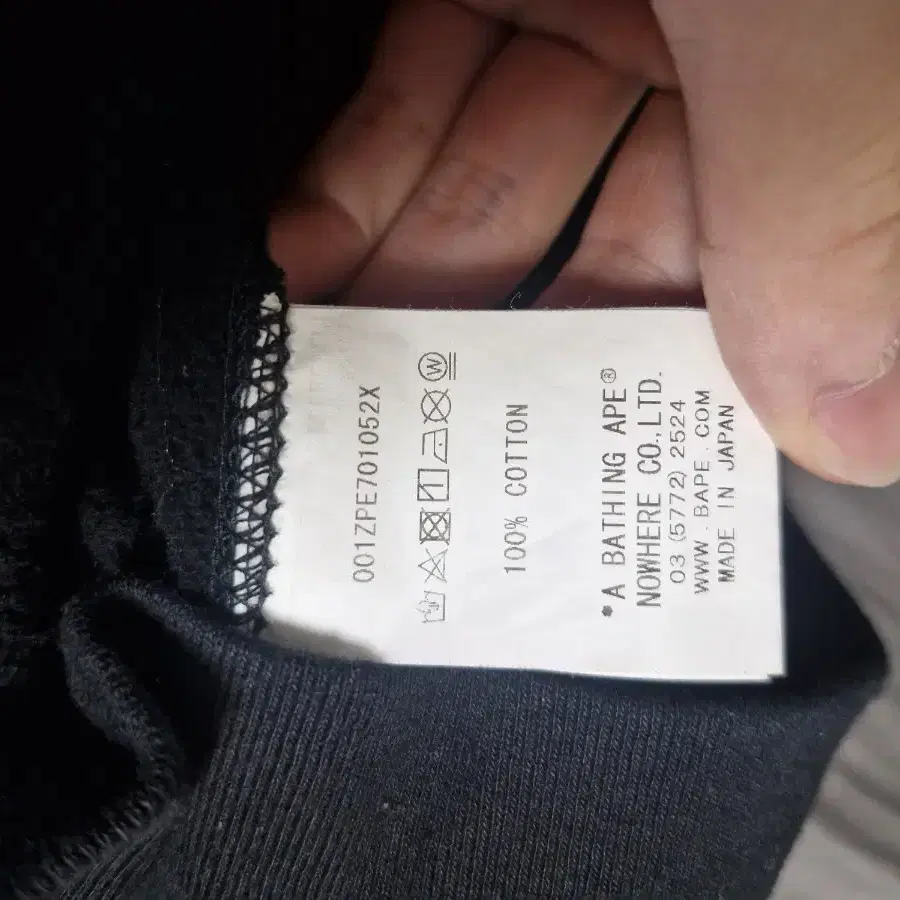 001ZPE701052X
W
100% COTTON
*A BATHING APE®
NOWHERE CO.,LTD.
03 (5772) 2524
WWW.BAPE.COM
MADE IN JAPAN